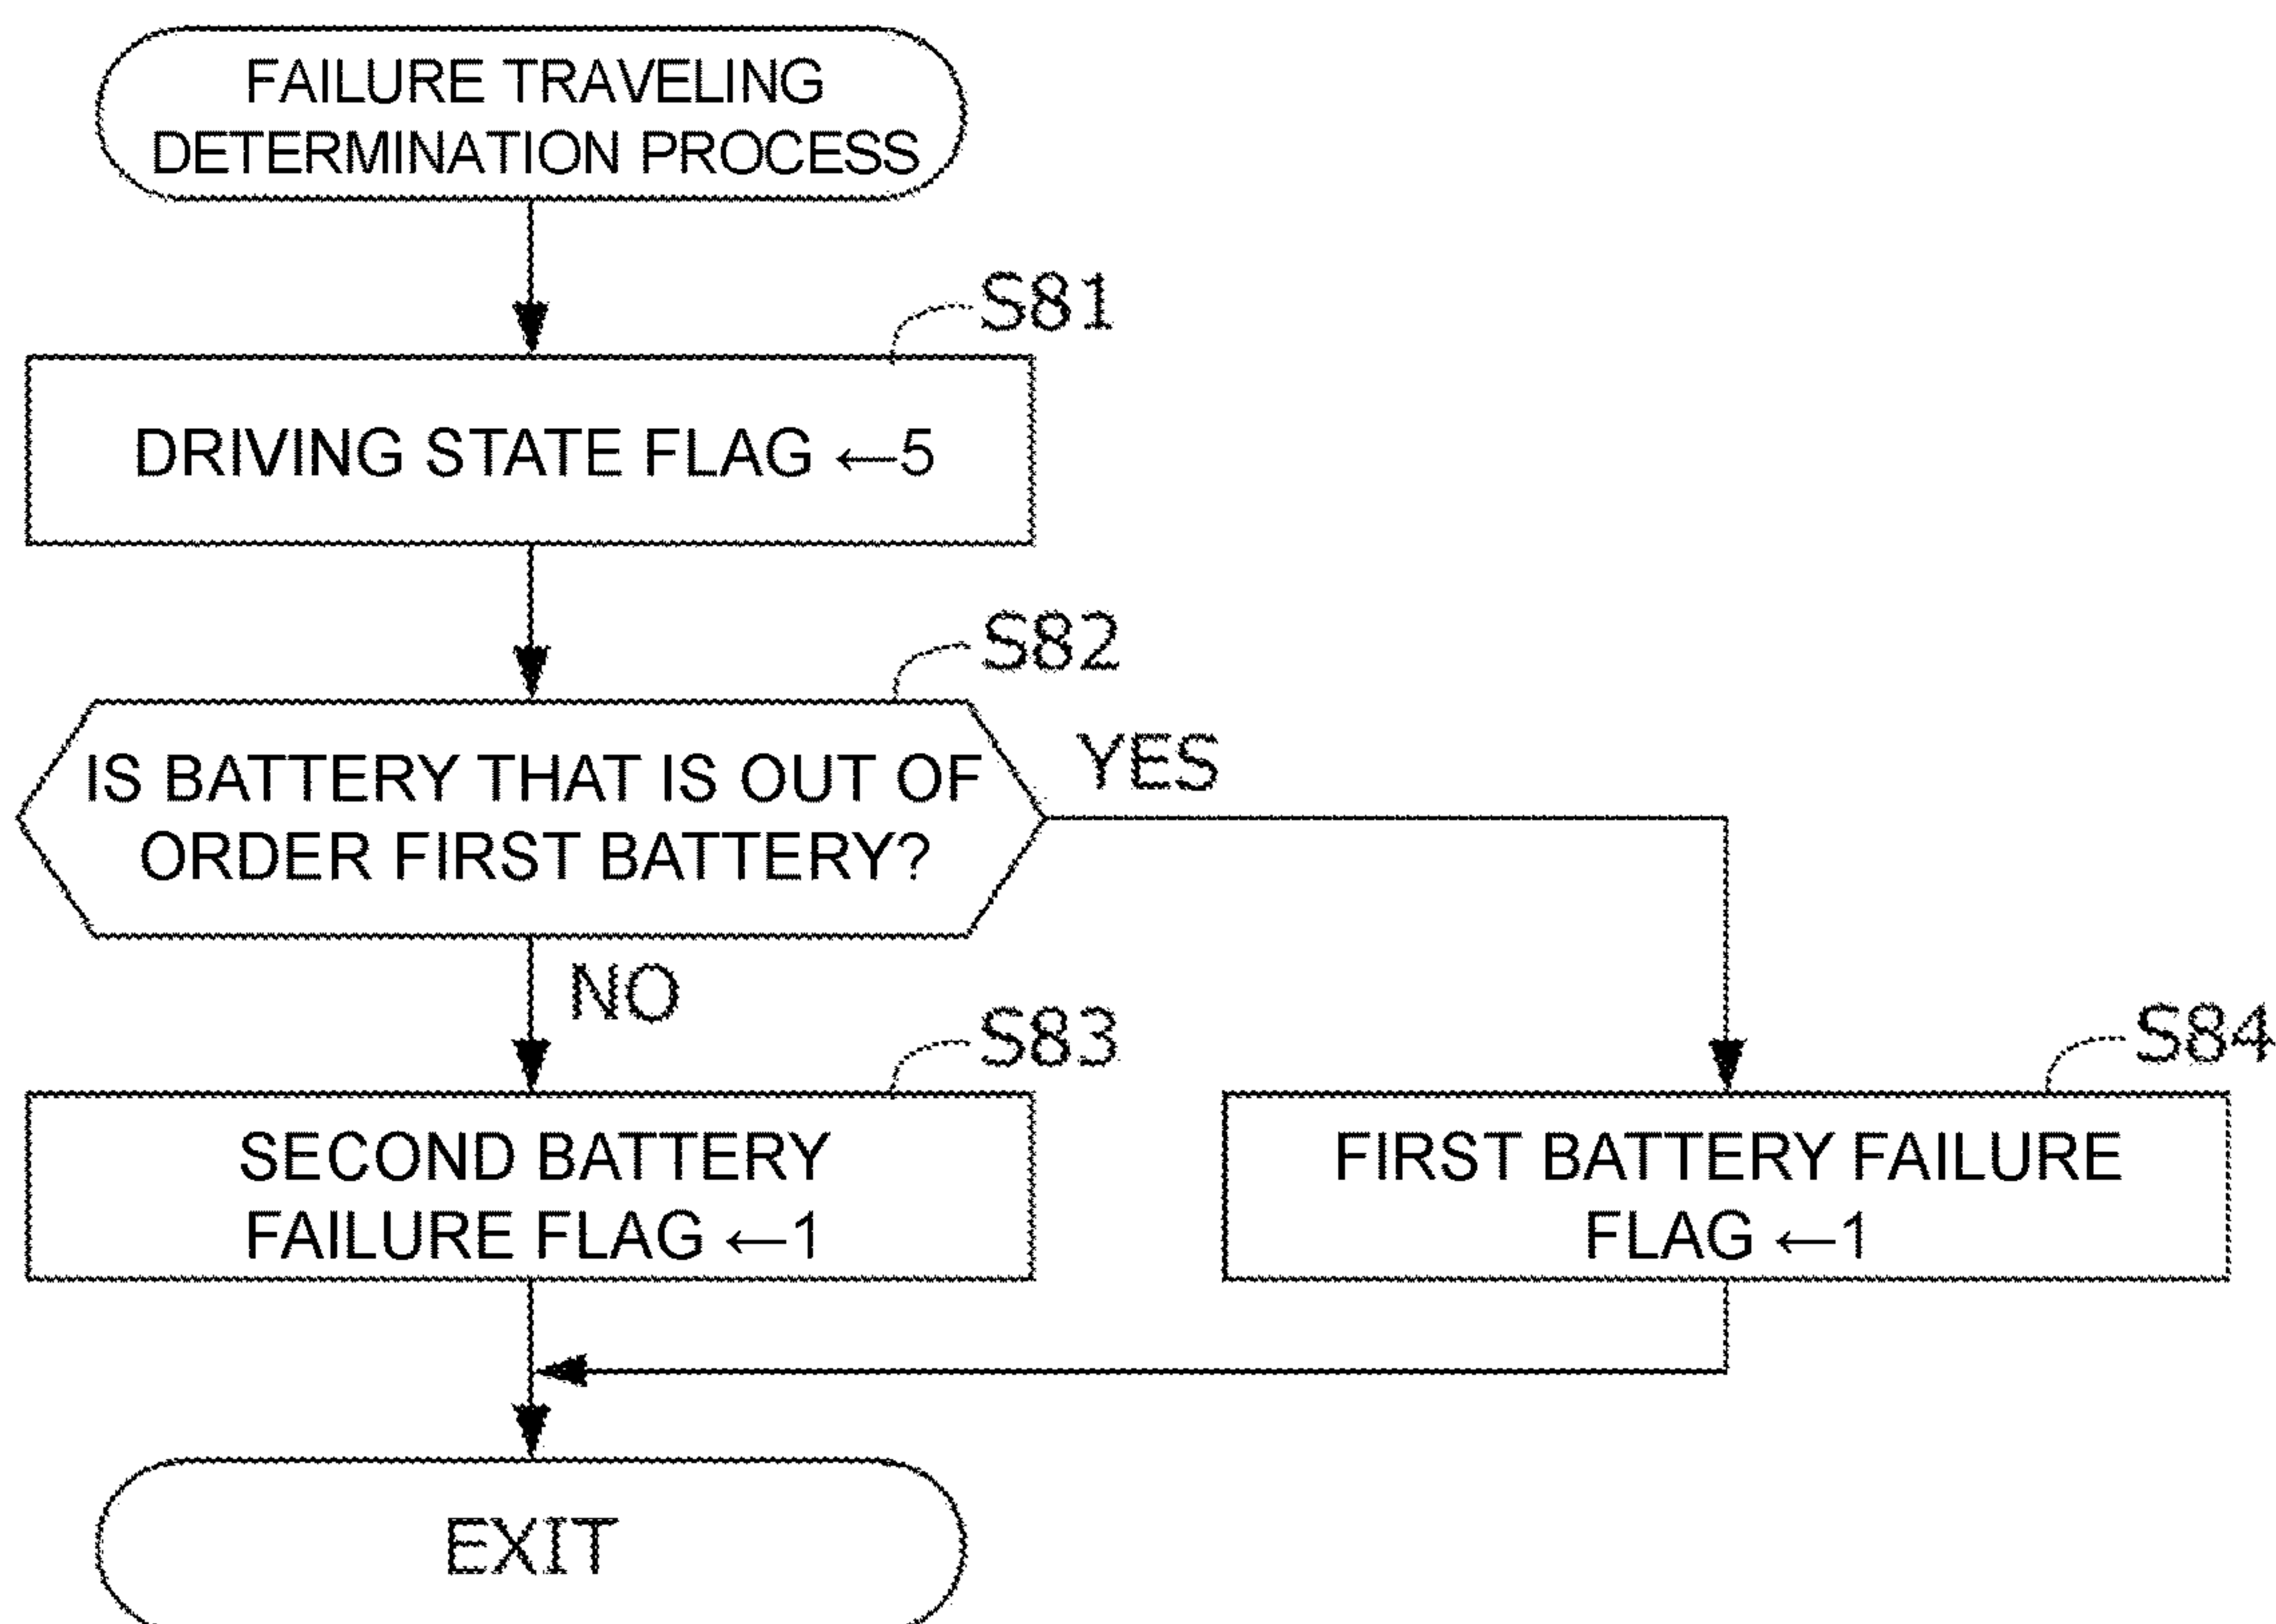 FAILURE TRAVELING
DETERMINATION PROCESS
S81
DRIVING STATE FLAG ←5
S82
IS BATTERY THAT IS OUT OF
ORDER FIRST BATTERY?
YES
NO
S83
SECOND BATTERY
FAILURE FLAG ←1
S84
FIRST BATTERY FAILURE
FLAG ←1
EXIT